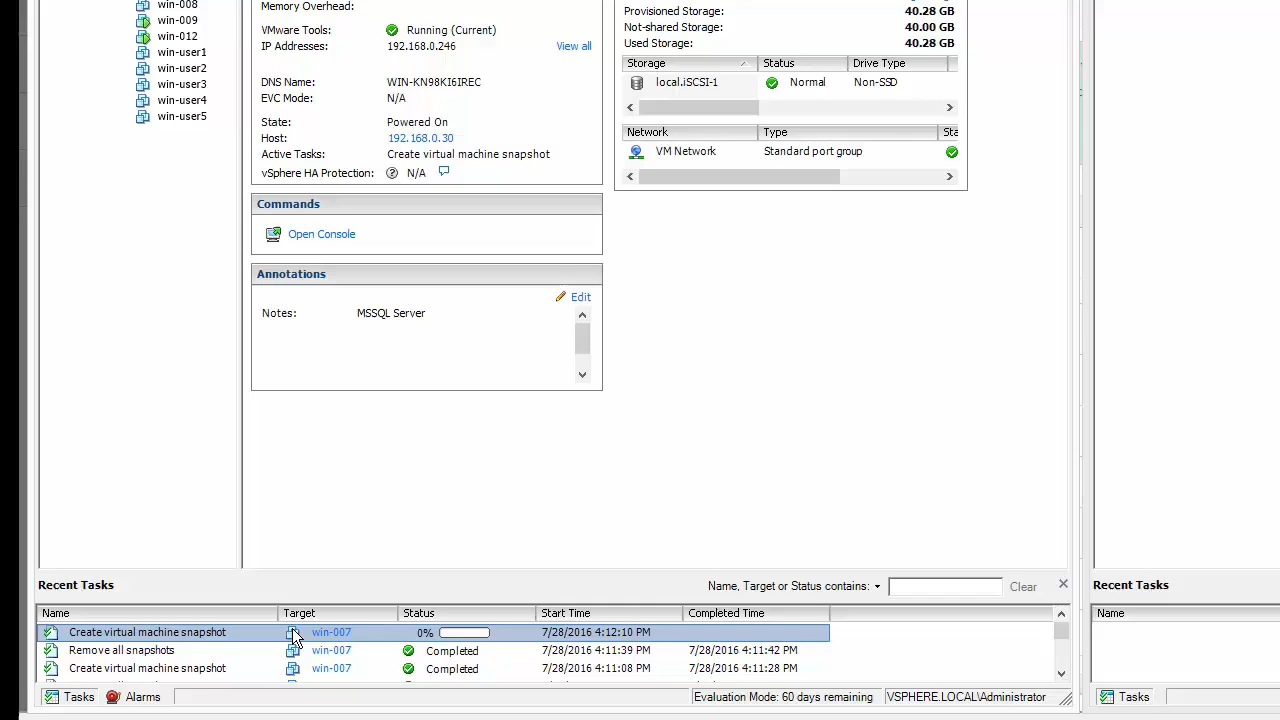 win-008
win-009
win-012
win-user1
win-user2
win-user3
win-user4
win-user5
Memory Overhead:
VMware Tools: Running (Current)
IP Addresses: 192.168.0.246 View all
DNS Name: WIN-KN98KI6IREC
EVC Mode: N/A
State: Powered On
Host: 192.168.0.30
Active Tasks: Create virtual machine snapshot
vSphere HA Protection: N/A
Commands
Open Console
Annotations
Edit
Notes: MSSQL Server
Provisioned Storage: 40.28 GB
Not-shared Storage: 40.00 GB
Used Storage: 40.28 GB
Storage Status Drive Type
local.iSCSI-1 Normal Non-SSD
Network Type Sta
VM Network Standard port group
Recent Tasks Name, Target or Status contains: Clear
Name Target Status Start Time Completed Time
Create virtual machine snapshot win-007 0% 7/28/2016 4:12:10 PM
Remove all snapshots win-007 Completed 7/28/2016 4:11:39 PM 7/28/2016 4:11:42 PM
Create virtual machine snapshot win-007 Completed 7/28/2016 4:11:08 PM 7/28/2016 4:11:28 PM
Tasks Alarms Evaluation Mode: 60 days remaining VSPHERE.LOCAL\Administrator
Recent Tasks
Name
Tasks